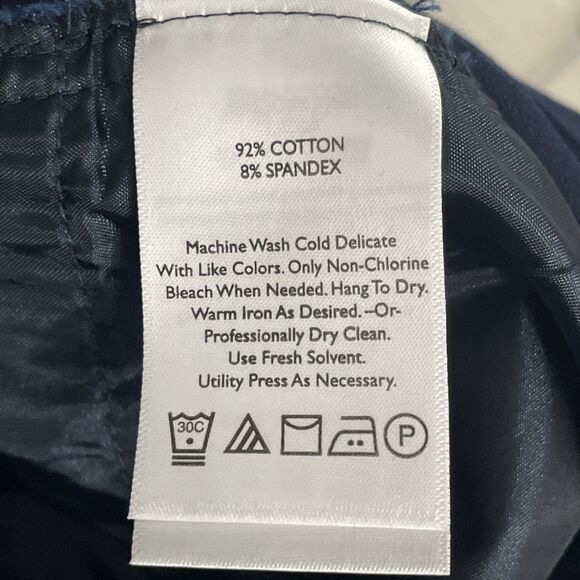 92% COTTON
8% SPANDEX
Machine Wash Cold Delicate
With Like Colors. Only Non-Chlorine
Bleach When Needed. Hang To Dry.
Warm Iron As Desired. -Or-
Professionally Dry Clean.
Use Fresh Solvent.
Utility Press As Necessary.
30C P